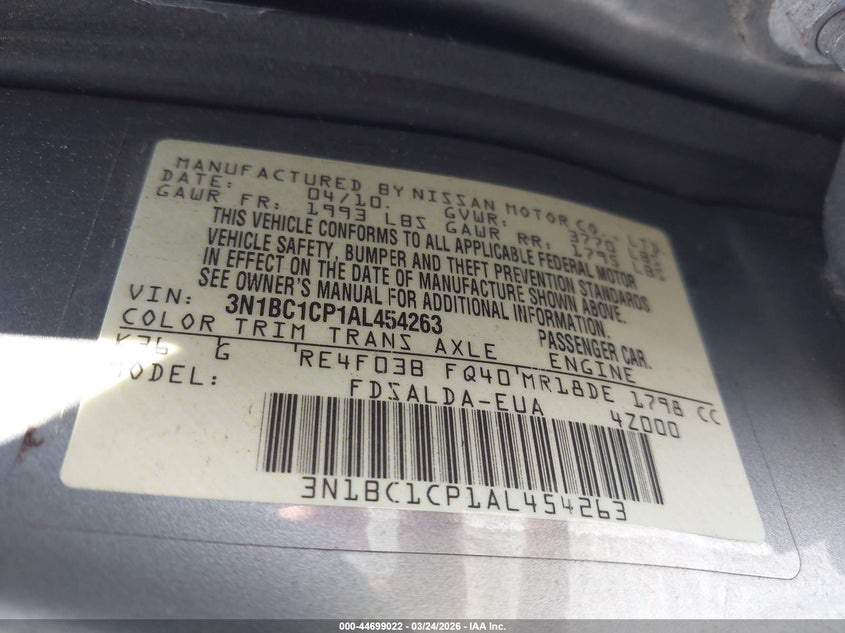 MANUFACTURED BY NISSAN MOTOR CO., LTD
DATE: 04/10. GVWR: 3770 LBS
GAWR FR: 1993 LBS GAWR RR: 1795 LBS
THIS VEHICLE CONFORMS TO ALL APPLICABLE FEDERAL MOTOR
VEHICLE SAFETY, BUMPER AND THEFT PREVENTION STANDARDS
IN EFFECT ON THE DATE OF MANUFACTURE SHOWN ABOVE.
SEE OWNER'S MANUAL FOR ADDITIONAL INFORMATION.
VIN: 3N1BC1CP1AL454263 PASSENGER CAR.
COLOR TRIM TRANS AXLE ENGINE
K36 G RE4F03B FQ40 MR18DE 1798 CC
MODEL: FDSALDA-EUA 4Z000
3N1BC1CP1AL454263
000-44699022 - 03/24/2026 - IAA Inc.